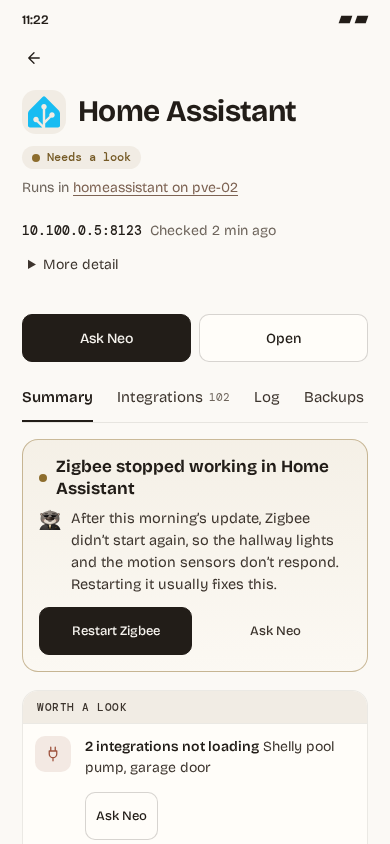 11:22
Home Assistant
Needs a look
Runs in homeassistant on pve-02
10.100.0.5:8123 Checked 2 min ago
More detail
Ask Neo
Open
Summary
Integrations 102
Log
Backups
Zigbee stopped working in Home
Assistant
After this morning's update, Zigbee
didn't start again, so the hallway lights
and the motion sensors don't respond.
Restarting it usually fixes this.
Restart Zigbee
Ask Neo
WORTH A LOOK
2 integrations not loading Shelly pool
pump, garage door
Ask Neo